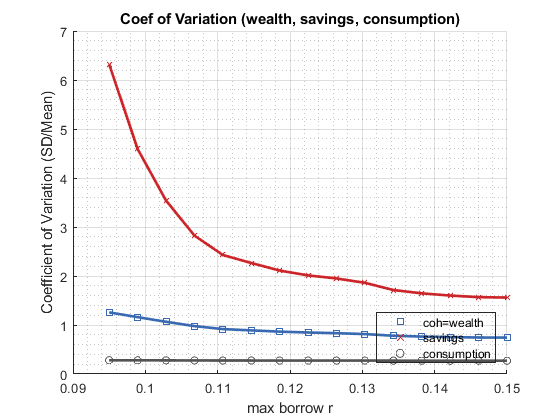 Coef of Variation (wealth, savings, consumption)
7
6
5
4
3
2
1
0
Coefficient of Variation (SD/Mean)
coh=wealth
savings
consumption
0.09 0.1 0.11 0.12 0.13 0.14 0.15
max borrow r